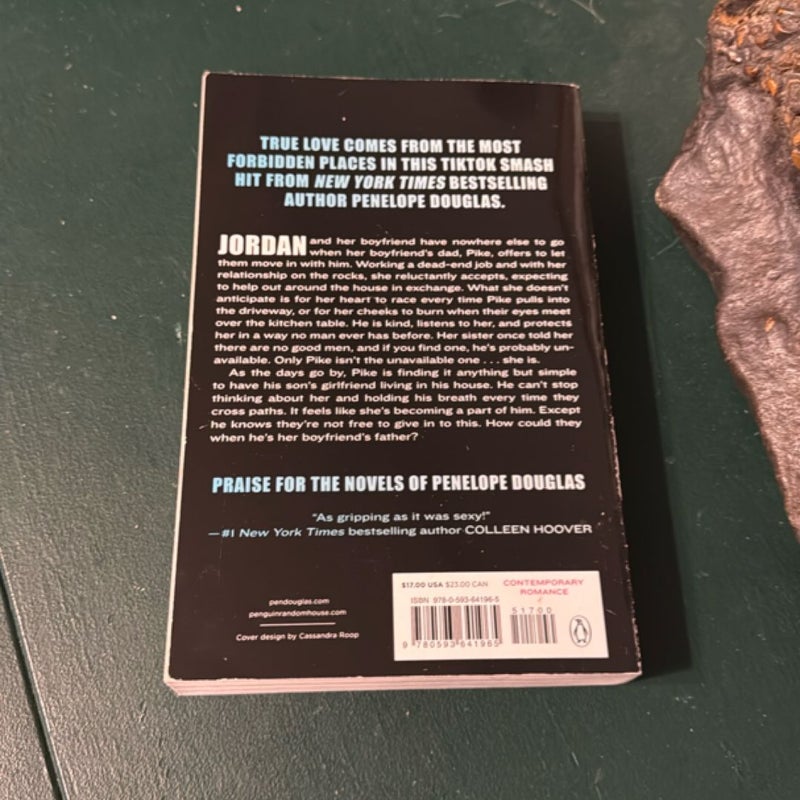 TRUE LOVE COMES FROM THE MOST
FORBIDDEN PLACES IN THIS TIKTOK SMASH
HIT FROM NEW YORK TIMES BESTSELLING
AUTHOR PENELOPE DOUGLAS.
JORDAN and her boyfriend have nowhere else to go
when her boyfriend's dad, Pike, offers to let
them move in with him. Working a dead-end job and with her
relationship on the rocks, she reluctantly accepts, expecting
to help out around the house in exchange. What she doesn't
anticipate is for her heart to race every time Pike pulls into
the driveway, or for her cheeks to burn when their eyes meet
over the kitchen table. He is kind, listens to her, and protects
her in a way no man ever has before. Her sister once told her
there are no good men, and if you find one, he's probably un-
available. Only Pike isn't the unavailable one . . . she is.
As the days go by, Pike is finding it anything but simple
to have his son's girlfriend living in his house. He can't stop
thinking about her and holding his breath every time they
cross paths. It feels like she's becoming a part of him. Except
he knows they're not free to give in to this. How could they
when he's her boyfriend's father?
PRAISE FOR THE NOVELS OF PENELOPE DOUGLAS
"As gripping as it was sexy!"
—#1 New York Times bestselling author COLLEEN HOOVER
pendouglas.com
penguinrandomhouse.com
Cover design by Cassandra Roop
$17.00 USA $23.00 CAN
CONTEMPORARY
ROMANCE
ISBN 978-0-593-64196-5
51700
9 780593 641965